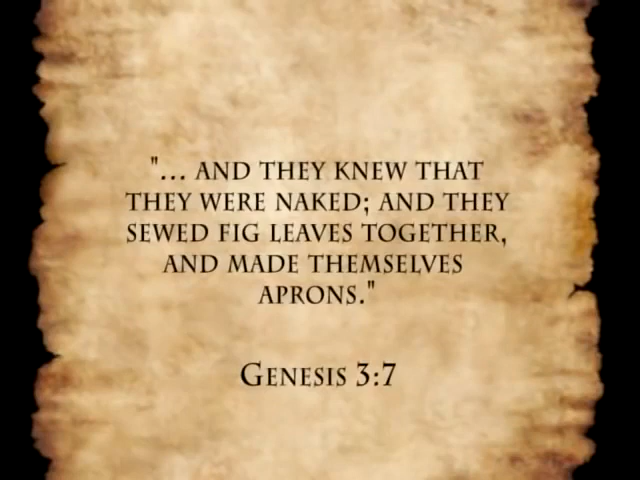 "... AND THEY KNEW THAT
THEY WERE NAKED; AND THEY
SEWED FIG LEAVES TOGETHER,
AND MADE THEMSELVES
APRONS."
GENESIS 3:7